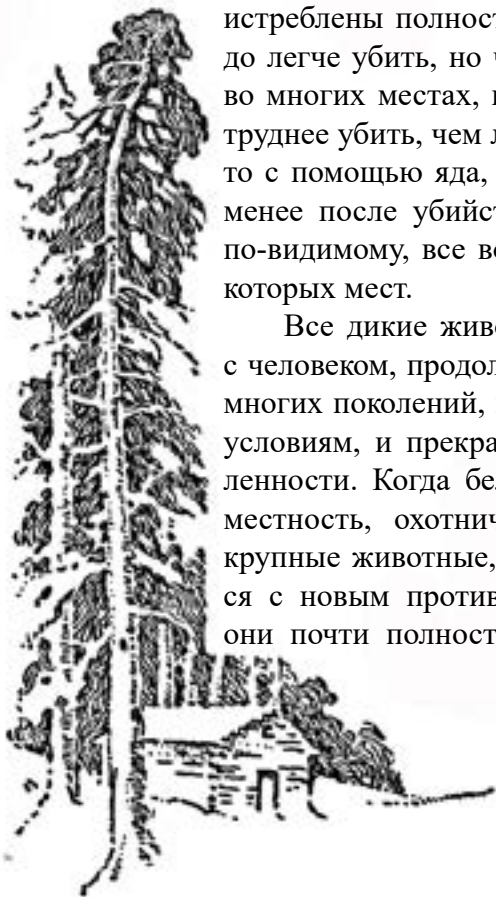 истреблены полност
до легче убить, но ч
во многих местах,
труднее убить, чем л
то с помощью яда,
менее после убийст
по-видимому, все во
которых мест.
Все дикие живо
с человеком, продол
многих поколений,
условиям, и прекра
ленности. Когда бел
местность, охотнич
крупные животные,
ся с новым против
они почти полност